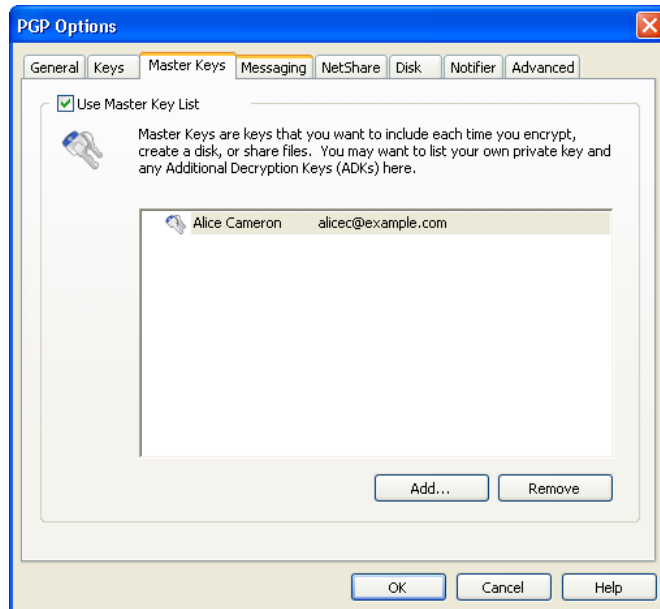 PGP Options
General Keys Master Keys Messaging NetShare Disk Notifier Advanced
Use Master Key List
Master Keys are keys that you want to include each time you encrypt,
create a disk, or share files. You may want to list your own private key and
any Additional Decryption Keys (ADKs) here.
Alice Cameron alicec@example.com
Add... Remove
OK Cancel Help